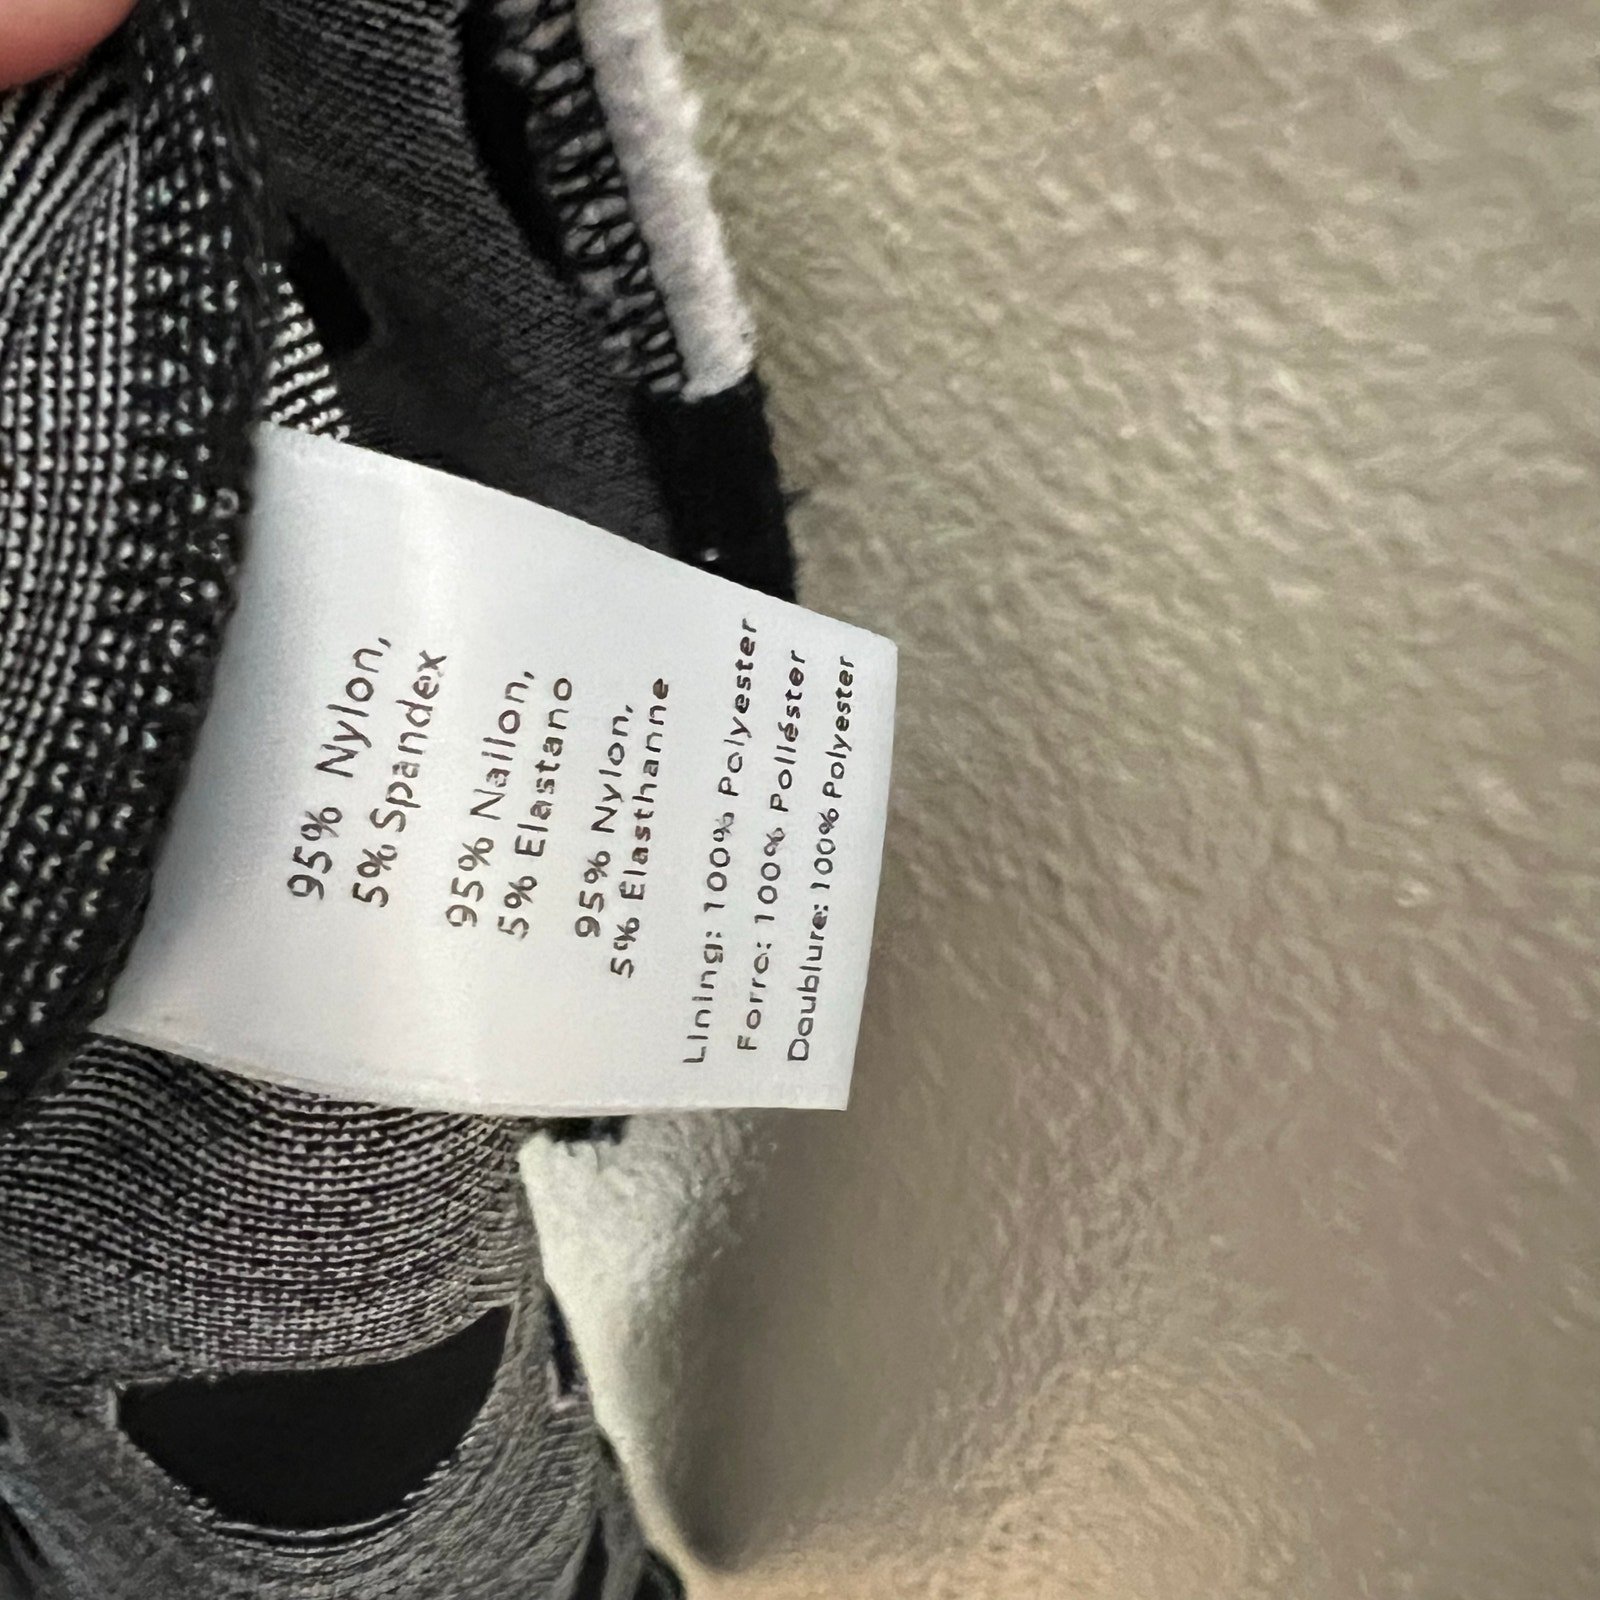 95% Nylon,
5% Spandex
95% Nailon,
5% Elastano
95% Nylon,
5% Elasthanne
Lining: 100% Polyester
Forro: 100% Poliéster
Doublure: 100% Polyester